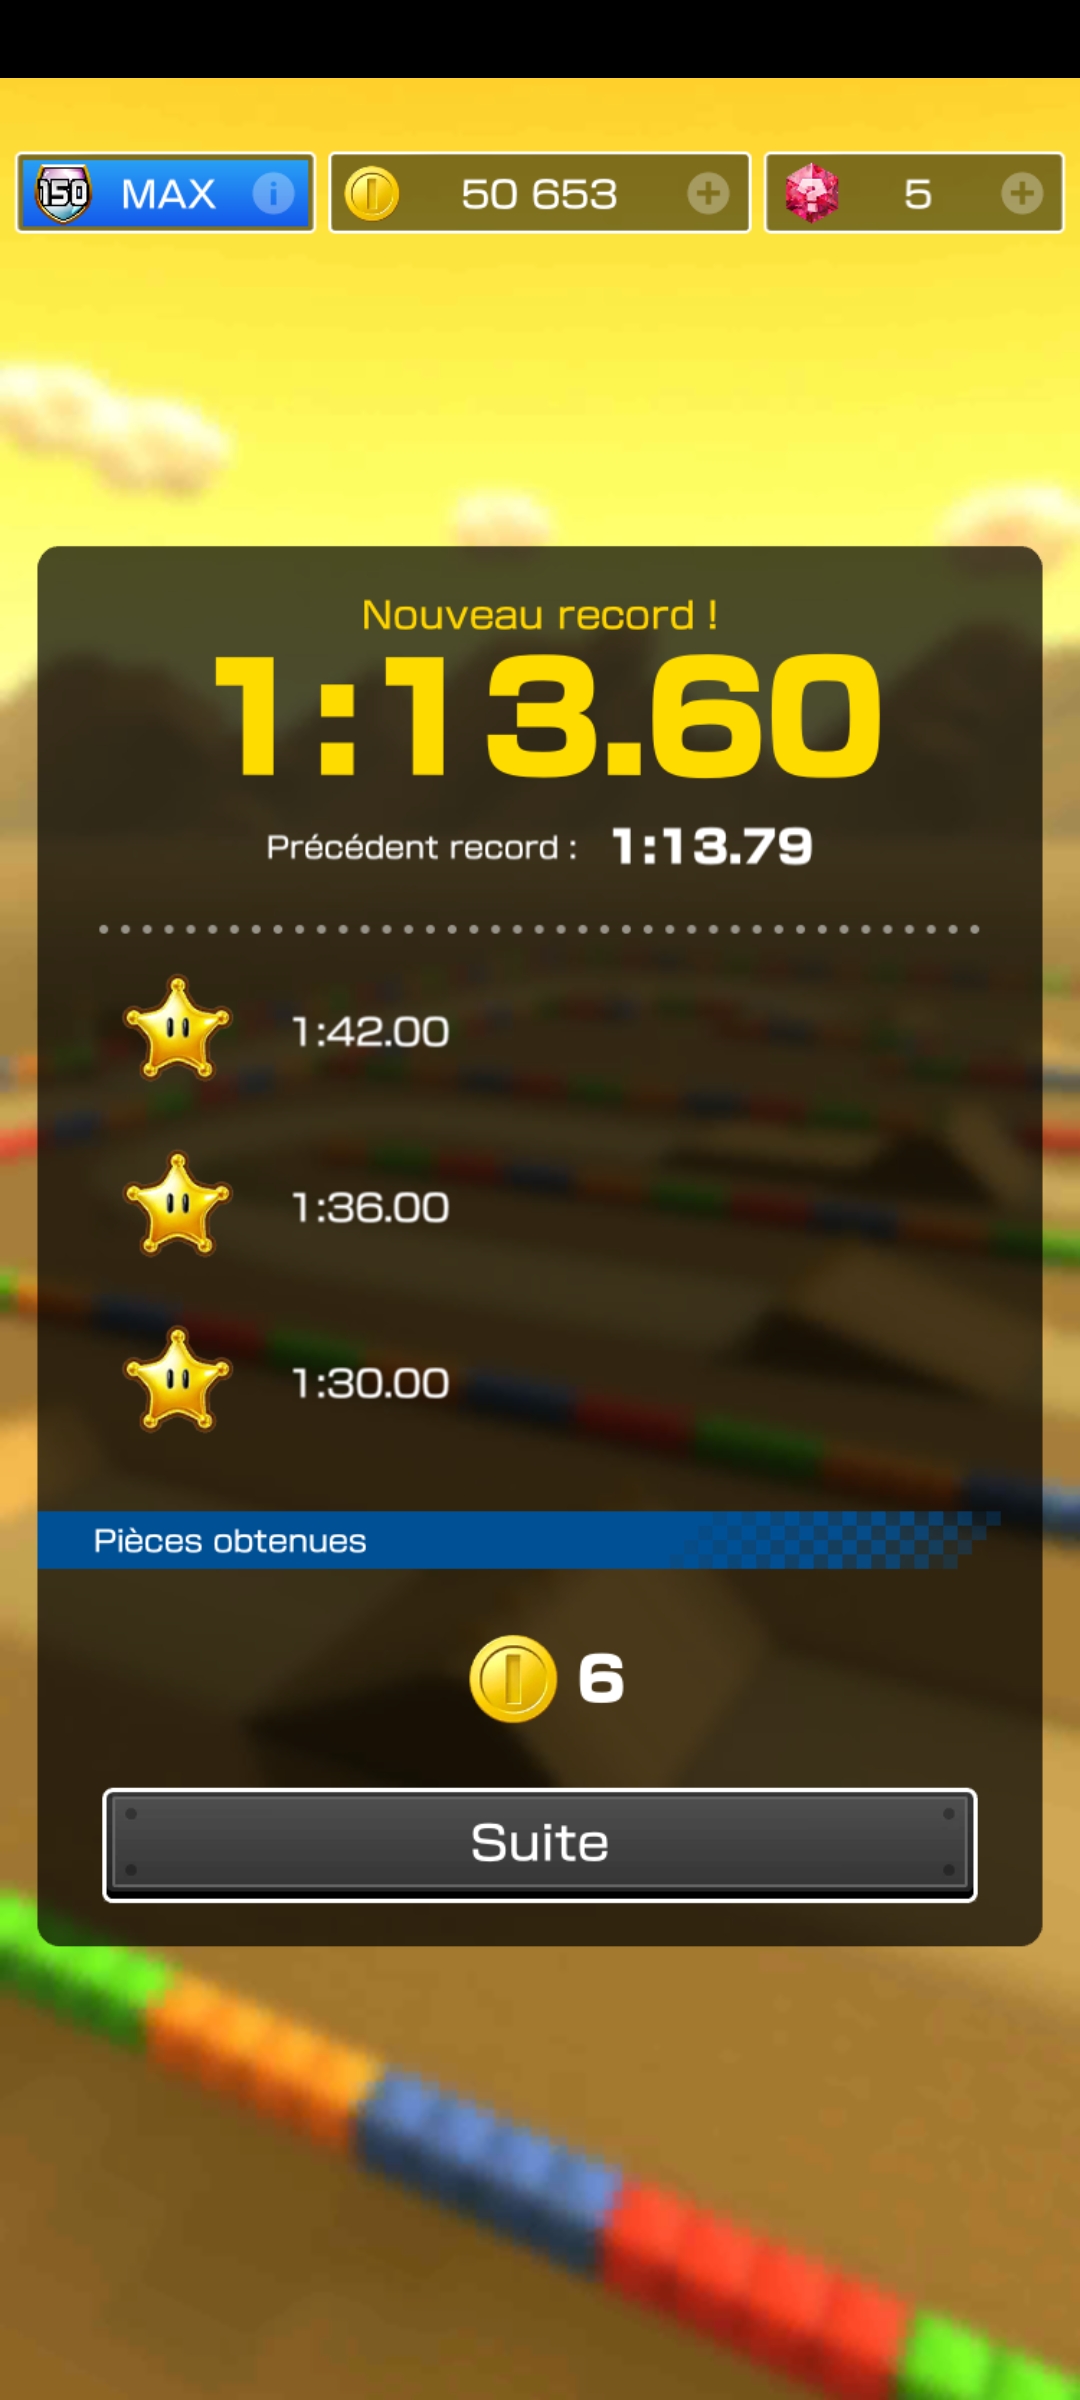 150 MAX i 50 653 + ? 5 +
Nouveau record !
1:13.60
Précédent record : 1:13.79
1:42.00
1:36.00
1:30.00
Pièces obtenues
6
Suite